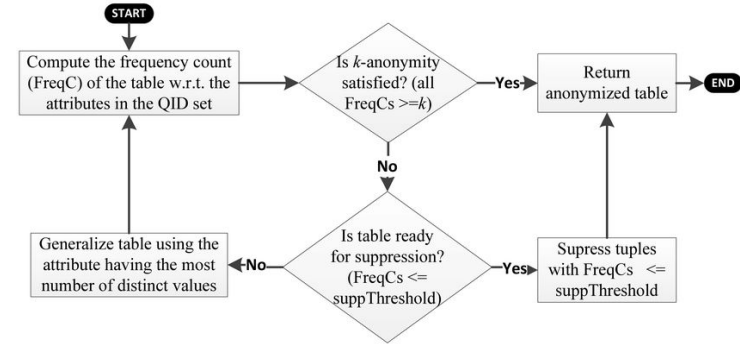 START
Compute the frequency count
(FreqC) of the table w.r.t. the
attributes in the QID set
Is k-anonymity
satisfied? (all
FreqCs >=k)
Yes
Return
anonymized table
END
No
Is table ready
for suppression?
(FreqCs <=
suppThreshold)
No
Generalize table using the
attribute having the most
number of distinct values
Yes
Supress tuples
with FreqCs <=
suppThreshold